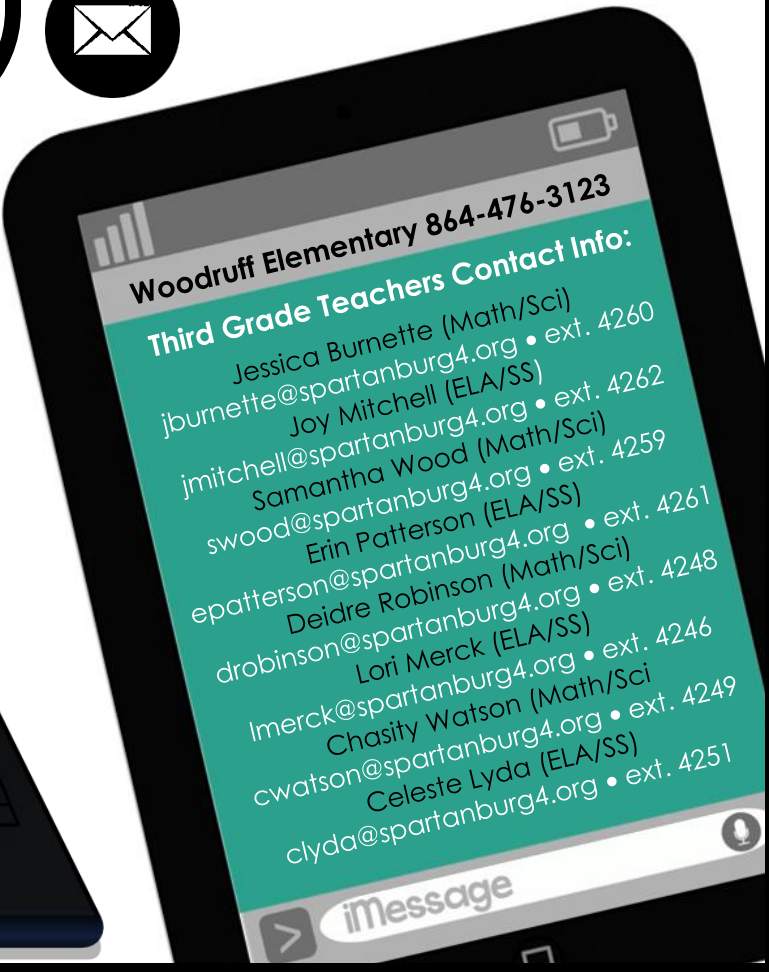 Woodruff Elementary 864-476-3123
Third Grade Teachers Contact Info:
Jessica Burnette (Math/Sci)
jburnette@spartanburg4.org • ext. 4260
Joy Mitchell (ELA/SS)
jmitchell@spartanburg4.org • ext. 4262
Samantha Wood (Math/Sci)
swood@spartanburg4.org • ext. 4259
Erin Patterson (ELA/SS)
epatterson@spartanburg4.org • ext. 4261
Deidre Robinson (Math/Sci)
drobinson@spartanburg4.org • ext. 4248
Lori Merck (ELA/SS)
lmerck@spartanburg4.org • ext. 4246
Chasity Watson (Math/Sci
cwatson@spartanburg4.org • ext. 4249
Celeste Lyda (ELA/SS)
clyda@spartanburg4.org • ext. 4251
> iMessage